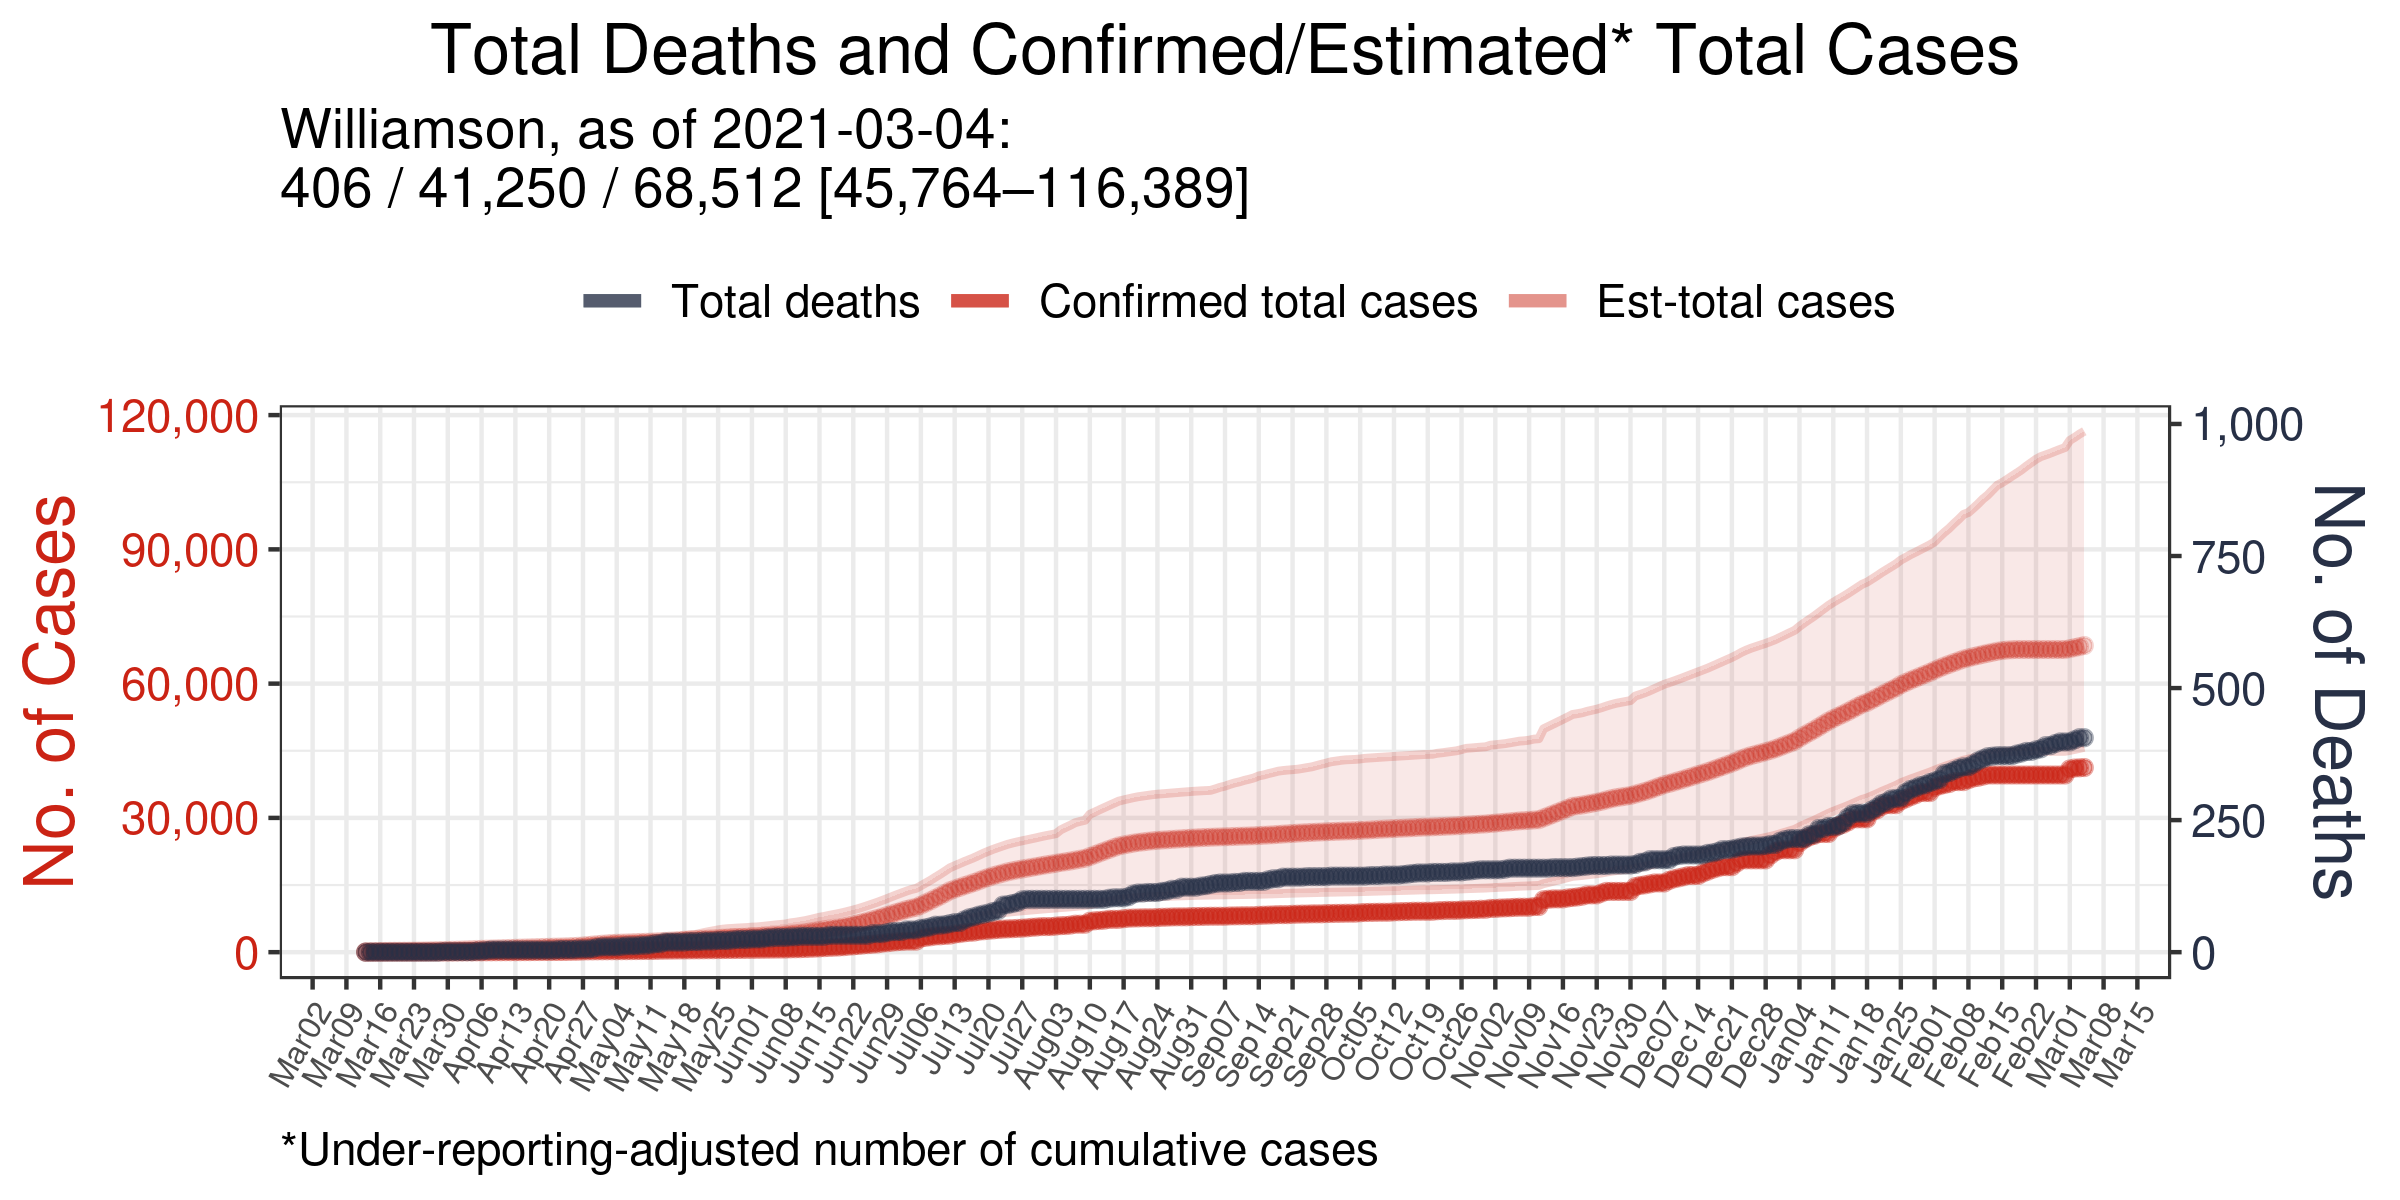 Total Deaths and Confirmed/Estimated* Total Cases
Williamson, as of 2021-03-04:
406 / 41,250 / 68,512 [45,764–116,389]
Total deaths
Confirmed total cases
Est-total cases
No. of Cases
120,000
90,000
60,000
30,000
0
1,000
750
500
250
0
No. of Deaths
Mar02
Mar09
Mar16
Mar23
Mar30
Apr06
Apr13
Apr20
Apr27
May04
May11
May18
May25
Jun01
Jun08
Jun15
Jun22
Jun29
Jul06
Jul13
Jul20
Jul27
Aug03
Aug10
Aug17
Aug24
Aug31
Sep07
Sep14
Sep21
Sep28
Oct05
Oct12
Oct19
Oct26
Nov02
Nov09
Nov16
Nov23
Nov30
Dec07
Dec14
Dec21
Dec28
Jan04
Jan11
Jan18
Jan25
Feb01
Feb08
Feb15
Feb22
Mar01
Mar08
Mar15
*Under-reporting-adjusted number of cumulative cases